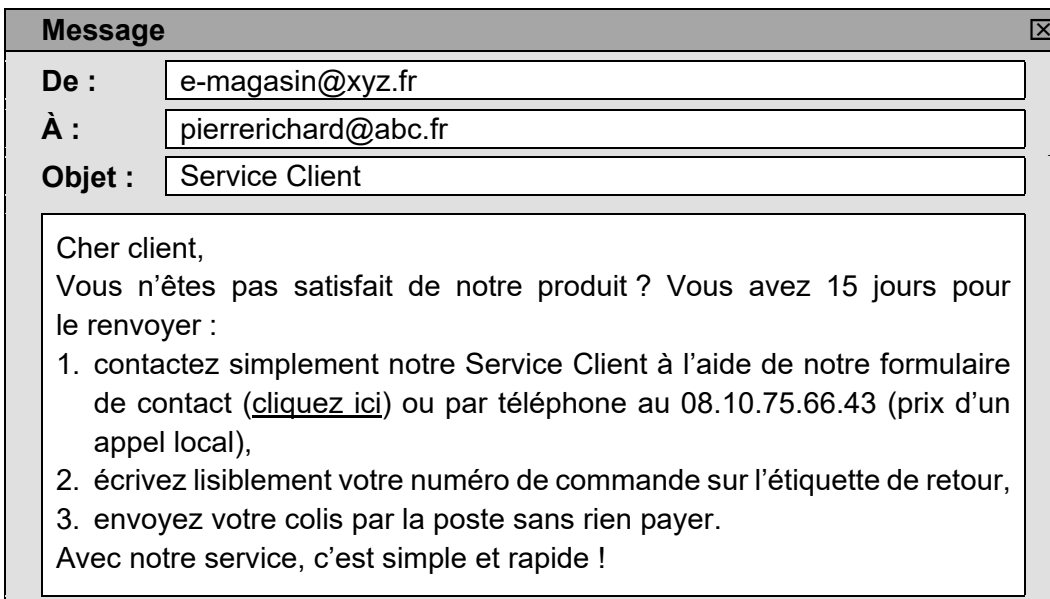 Message
De : e-magasin@xyz.fr
À : pierrerichard@abc.fr
Objet : Service Client
Cher client,
Vous n’êtes pas satisfait de notre produit ? Vous avez 15 jours pour
le renvoyer :
1. contactez simplement notre Service Client à l’aide de notre formulaire
de contact (cliquez ici) ou par téléphone au 08.10.75.66.43 (prix d’un
appel local),
2. écrivez lisiblement votre numéro de commande sur l’étiquette de retour,
3. envoyez votre colis par la poste sans rien payer.
Avec notre service, c’est simple et rapide !